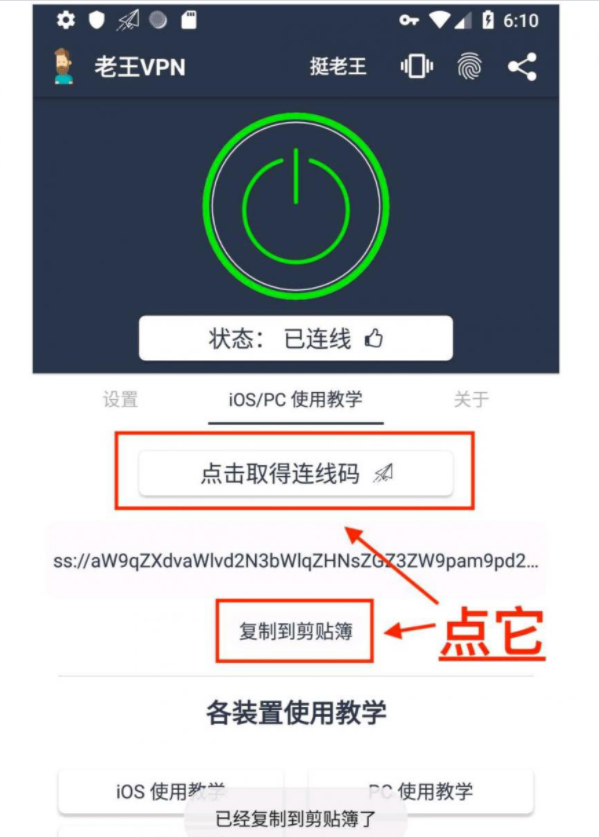 6:10
老王VPN
挺老王
状态： 已连线
设置
iOS/PC 使用教学
关于
点击取得连线码
ss://aW9qZXdvaWlvd2N3bWlqZHNsZGZ3ZW9pam9pd2...
复制到剪贴簿
点它
各装置使用教学
iOS 使用教学
PC 使用教学
已经复制到剪贴簿了